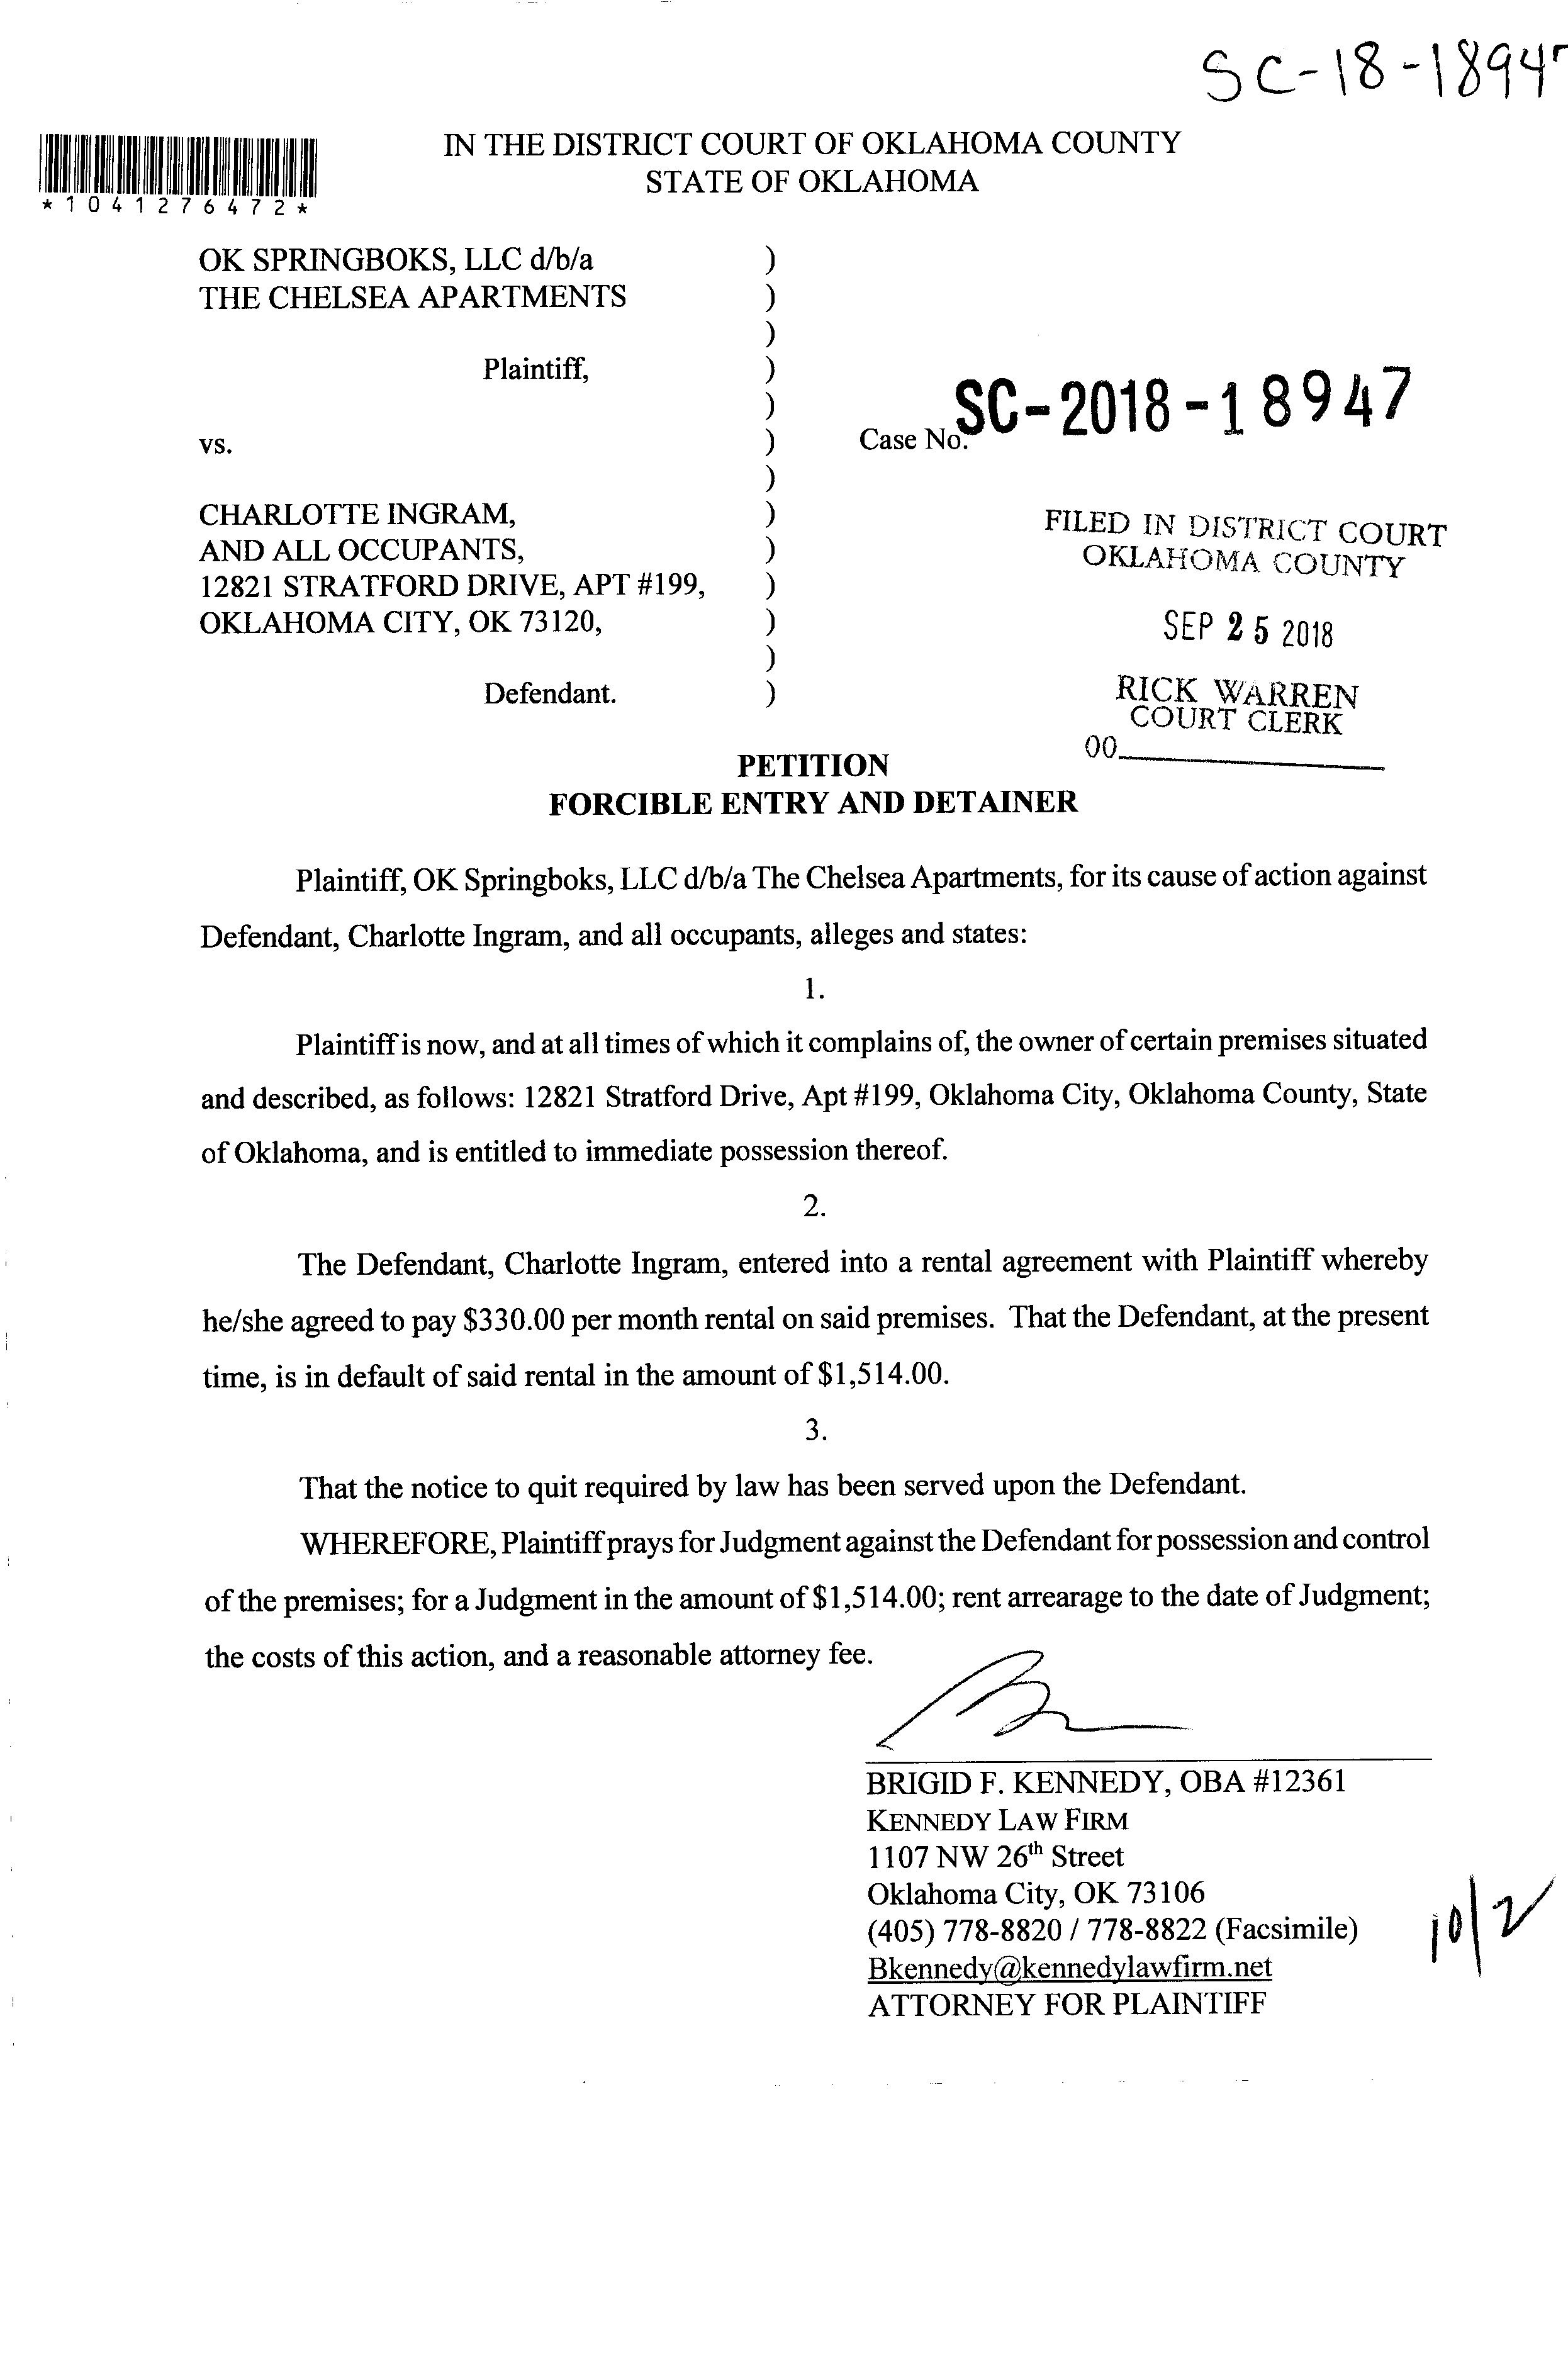 SC-18-1894
IN THE DISTRICT COURT OF OKLAHOMA COUNTY
STATE OF OKLAHOMA
*1041276472*
OK SPRINGBOKS, LLC d/b/a )
THE CHELSEA APARTMENTS )
)
Plaintiff, )
)
vs. )
)
Case No. SC-2018-18947
CHARLOTTE INGRAM, )
AND ALL OCCUPANTS, )
12821 STRATFORD DRIVE, APT #199, )
OKLAHOMA CITY, OK 73120, )
)
Defendant. )
FILED IN DISTRICT COURT
OKLAHOMA COUNTY
SEP 25 2018
RICK WARREN
COURT CLERK
00
PETITION
FORCIBLE ENTRY AND DETAINER
Plaintiff, OK Springboks, LLC d/b/a The Chelsea Apartments, for its cause of action against
Defendant, Charlotte Ingram, and all occupants, alleges and states:
1.
Plaintiff is now, and at all times of which it complains of, the owner of certain premises situated
and described, as follows: 12821 Stratford Drive, Apt #199, Oklahoma City, Oklahoma County, State
of Oklahoma, and is entitled to immediate possession thereof.
2.
The Defendant, Charlotte Ingram, entered into a rental agreement with Plaintiff whereby
he/she agreed to pay $330.00 per month rental on said premises. That the Defendant, at the present
time, is in default of said rental in the amount of $1,514.00.
3.
That the notice to quit required by law has been served upon the Defendant.
WHEREFORE, Plaintiff prays for Judgment against the Defendant for possession and control
of the premises; for a Judgment in the amount of $1,514.00; rent arrearage to the date of Judgment;
the costs of this action, and a reasonable attorney fee.
BRIGID F. KENNEDY, OBA #12361
KENNEDY LAW FIRM
1107 NW 26th Street
Oklahoma City, OK 73106
(405) 778-8820 / 778-8822 (Facsimile)
Bkennedy@kennedylawfirm.net
ATTORNEY FOR PLAINTIFF
10/2